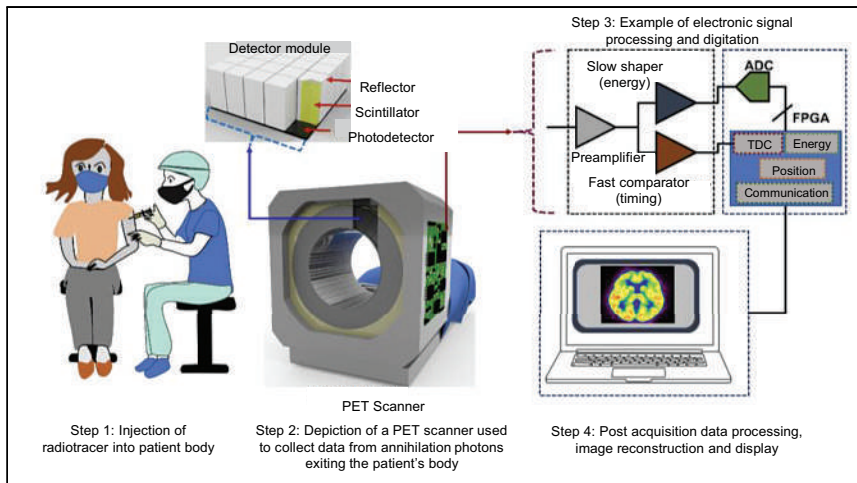 Step 3: Example of electronic signal
processing and digitation
Detector module
Reflector
Scintillator
Photodetector
Slow shaper
(energy)
ADC
FPGA
Preamplifier
TDC
Energy
Position
Communication
Fast comparator
(timing)
PET Scanner
Step 1: Injection of
radiotracer into patient body
Step 2: Depiction of a PET scanner used
to collect data from annihilation photons
exiting the patient’s body
Step 4: Post acquisition data processing,
image reconstruction and display